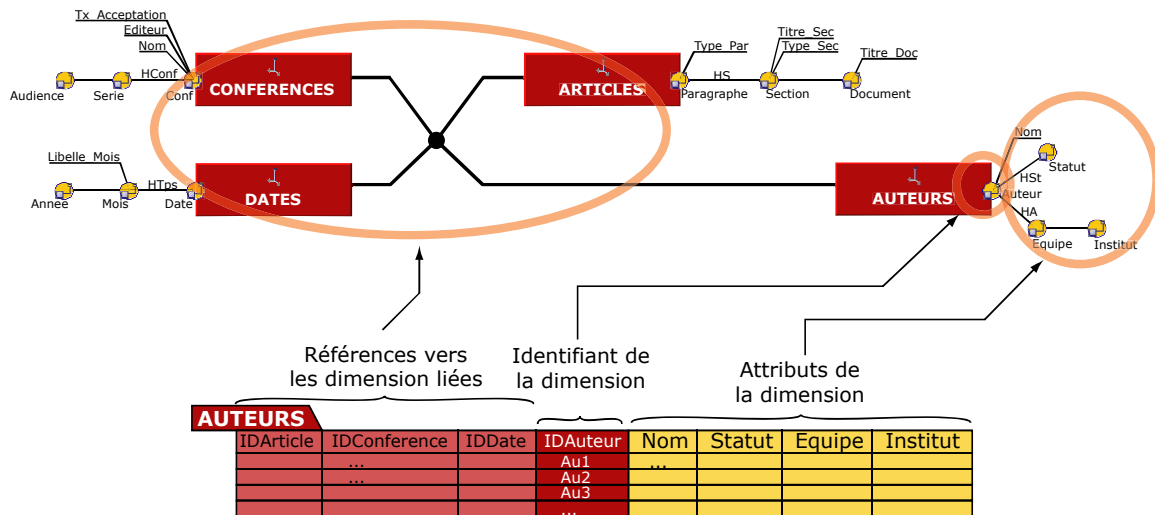 Tx_Acceptation
Editeur
Nom
HConf
Audience
Serie
Conf
CONFERENCES
ARTICLES
Type_Par
HS
Titre_Sec
Type_Sec
Titre_Doc
Paragraphe
Section
Document
Libelle_Mois
HTps
Annee
Mois
Date
DATES
AUTEURS
Nom
Statut
HSt
Auteur
HA
Equipe
Institut
Références vers
les dimension liées
Identifiant de
la dimension
Attributs de
la dimension
AUTEURS
IDArticle IDConference IDDate IDAuteur Nom Statut Equipe Institut
... Au1 ...
... Au2
Au3
...